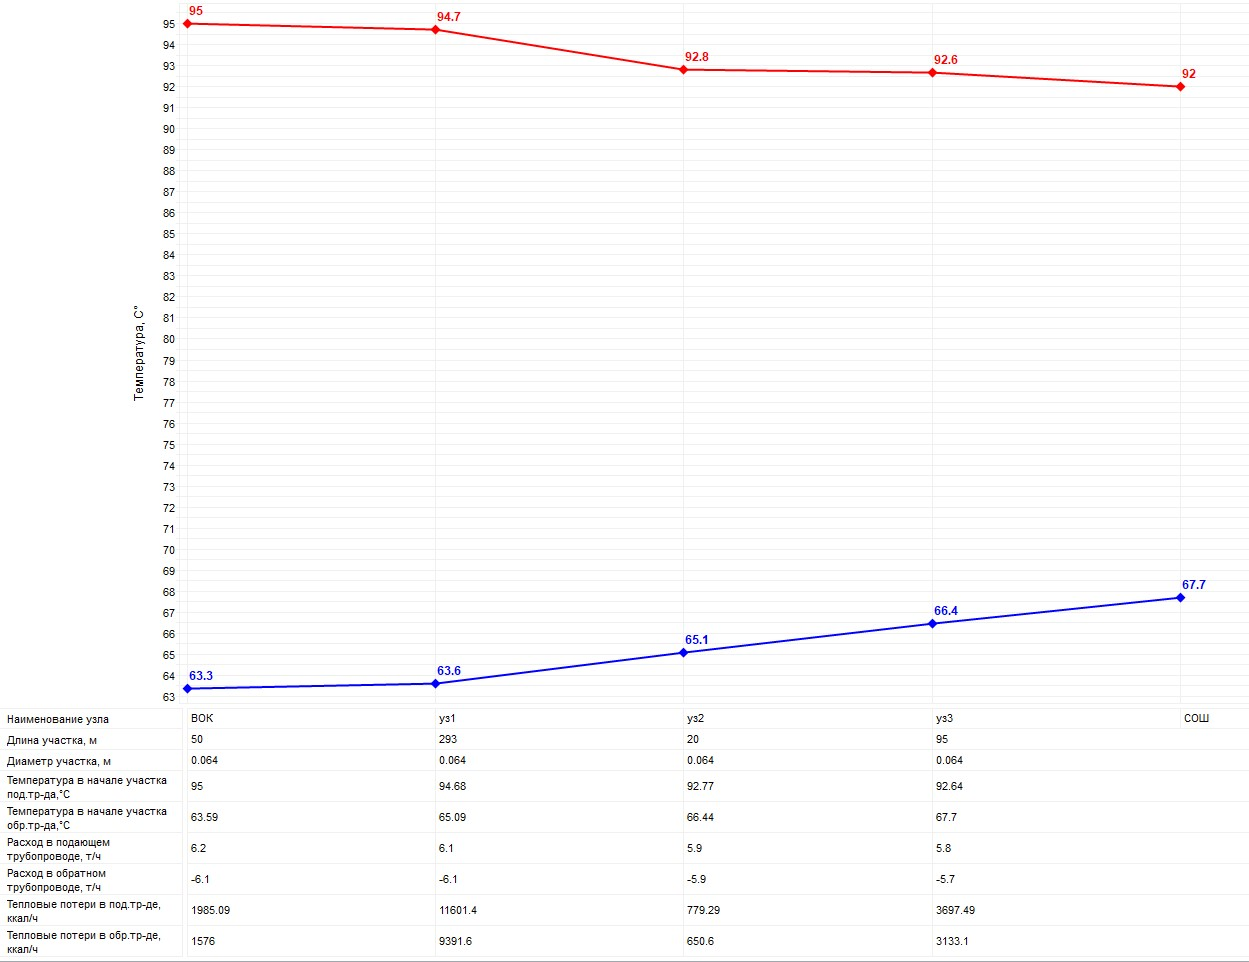 95
94.7
92.8
92.6
92
95
94
93
92
91
90
89
88
87
86
85
84
83
82
81
80
79
78
77
76
75
74
73
72
71
70
69
68
67
66
65
64
63
Температура, С°
63.3
63.6
65.1
66.4
67.7
Наименование узла ВОК уз1 уз2 уз3 СОШ
Длина участка, м 50 293 20 95
Диаметр участка, м 0.064 0.064 0.064 0.064
Температура в начале участка
под.тр-да,°С 95 94.68 92.77 92.64
Температура в начале участка
обр.тр-да,°С 63.59 65.09 66.44 67.7
Расход в подающем
трубопроводе, т/ч 6.2 6.1 5.9 5.8
Расход в обратном
трубопроводе, т/ч -6.1 -6.1 -5.9 -5.7
Тепловые потери в под.тр-де,
ккал/ч 1985.09 11601.4 779.29 3697.49
Тепловые потери в обр.тр-де,
ккал/ч 1576 9391.6 650.6 3133.1